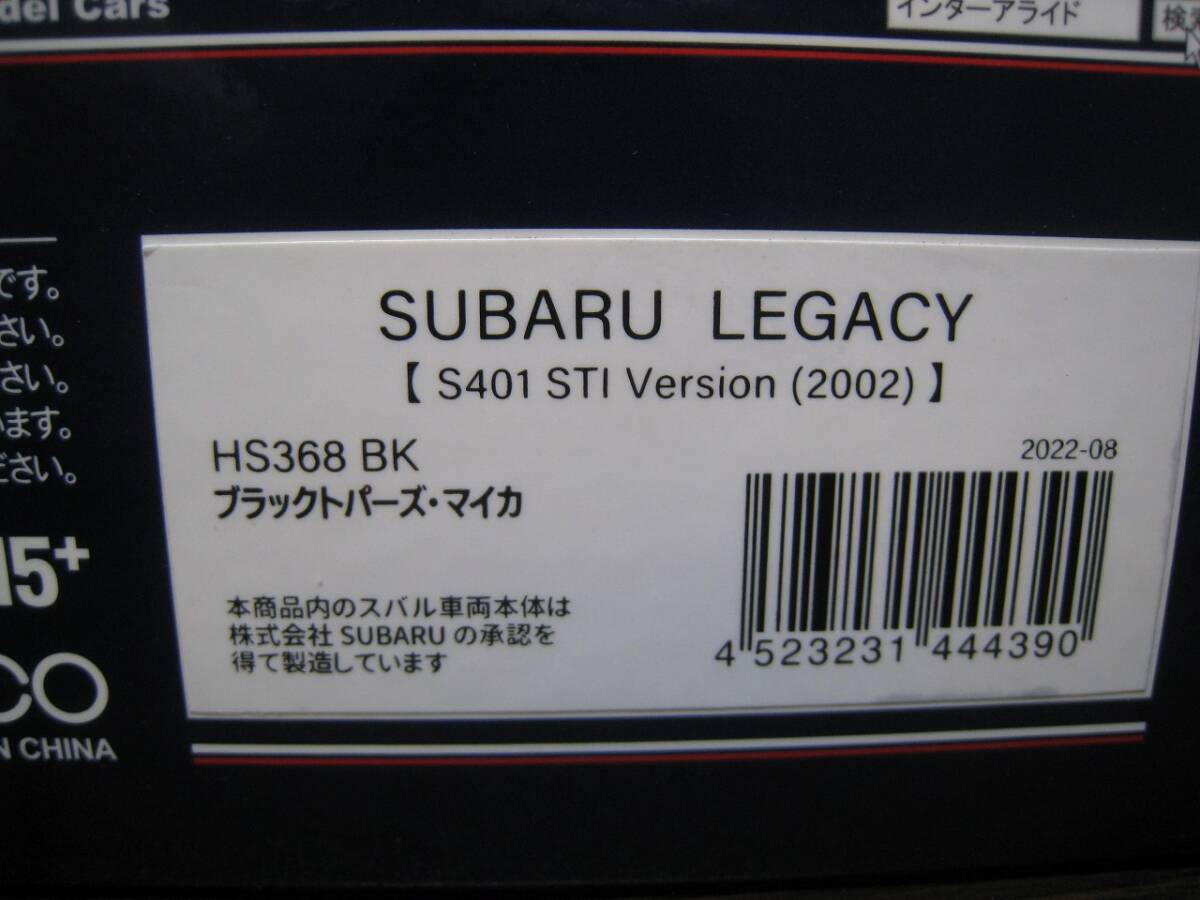 del Cars
インターアライド
検
SUBARU LEGACY
【 S401 STI Version (2002) 】
HS368 BK
ブラックトパーズ・マイカ
2022-08
本商品内のスバル車両本体は
株式会社 SUBARU の承認を
得て製造しています
4 523231 444390
です。
さい。
さい。
います。
ださい。
15+
CO
N CHINA